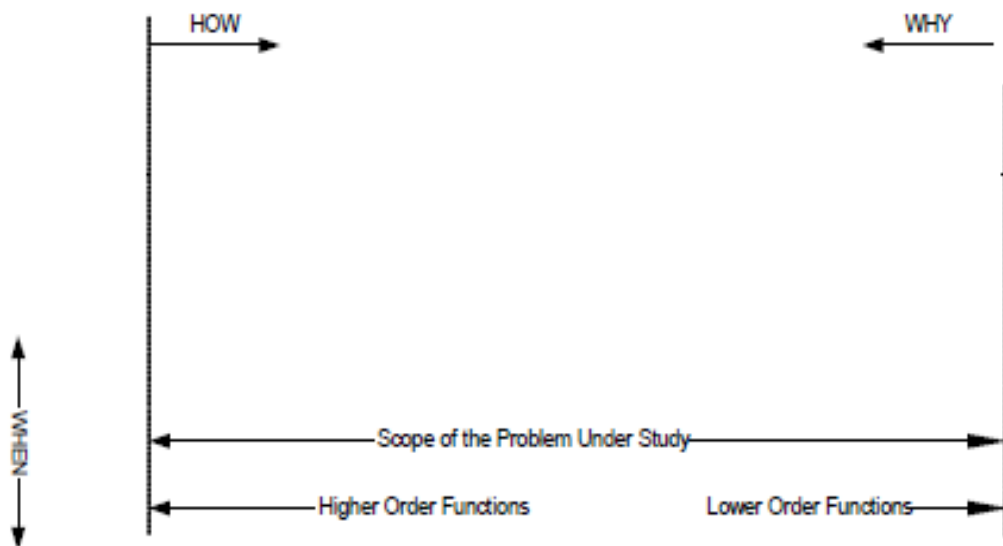 HOW
WHY
WHEN
Scope of the Problem Under Study
Higher Order Functions
Lower Order Functions